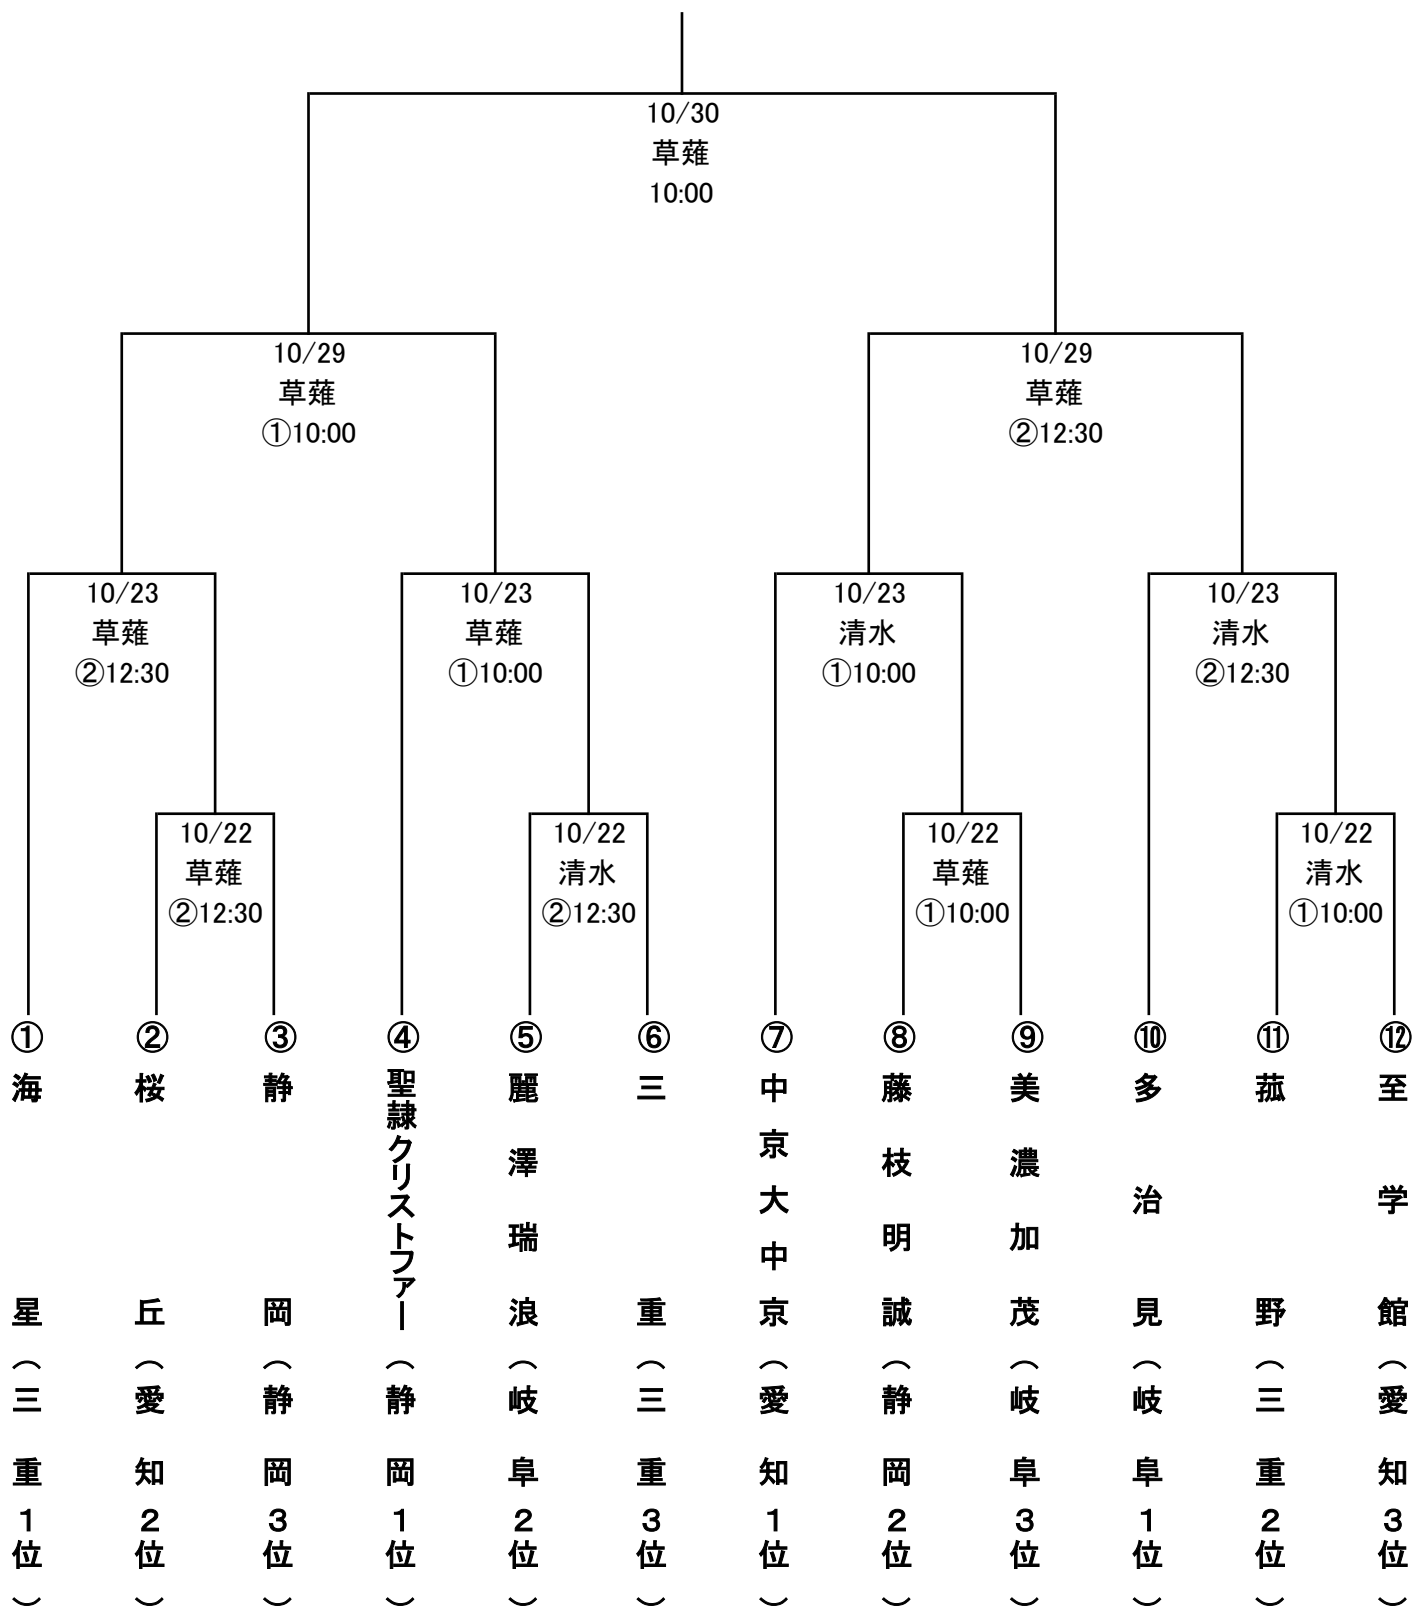 10/30
草薙
10:00
10/29
草薙
①10:00
10/29
草薙
②12:30
10/23
草薙
②12:30
10/23
草薙
①10:00
10/23
清水
①10:00
10/23
清水
②12:30
10/22
草薙
②12:30
10/22
清水
②12:30
10/22
草薙
①10:00
10/22
清水
①10:00
①海星（三重1位）
②桜丘（愛知2位）
③静岡（静岡3位）
④聖隷クリストファー（静岡1位）
⑤麗澤瑞浪（岐阜2位）
⑥三重（三重3位）
⑦中京大中京（愛知1位）
⑧藤枝明誠（静岡2位）
⑨美濃加茂（岐阜3位）
⑩多治見（岐阜1位）
⑪菰野（三重2位）
⑫至学館（愛知3位）